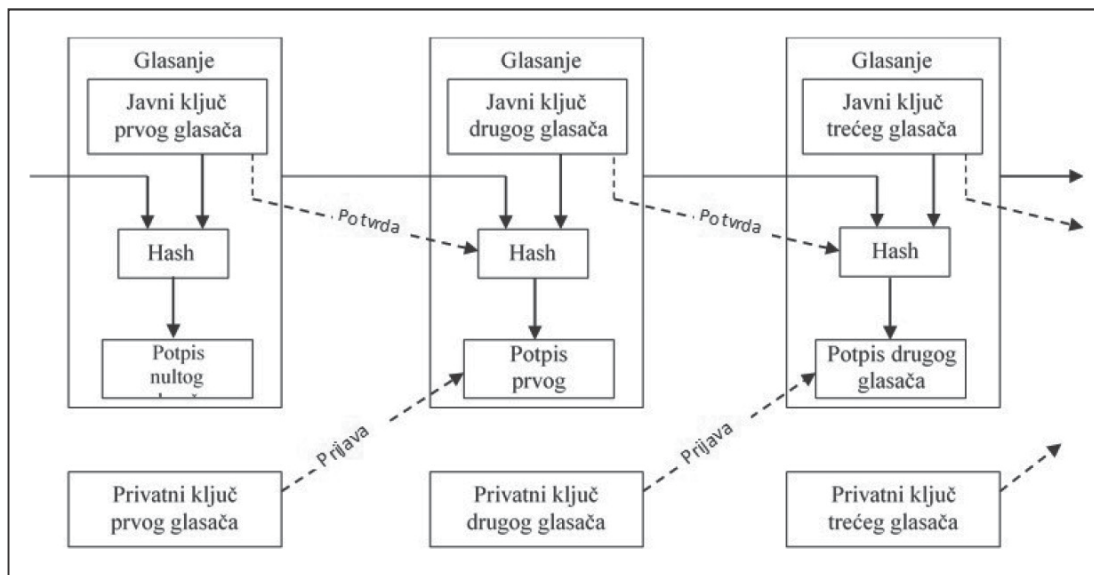 Glasanje
Javni ključ
prvog glasača
Hash
Potpis
nultog
Glasanje
Javni ključ
drugog glasača
Hash
Potpis
prvog
Glasanje
Javni ključ
trećeg glasača
Hash
Potpis drugog
glasača
Potvrda
Potvrda
Prijava
Prijava
Privatni ključ
prvog glasača
Privatni ključ
drugog glasača
Privatni ključ
trećeg glasača